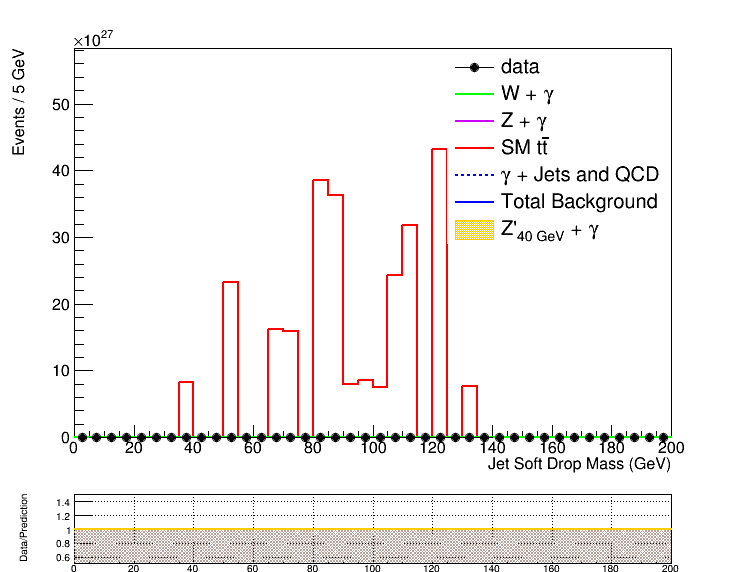 ×10²⁷
Events / 5 GeV
50
40
30
20
10
0
data
W + γ
Z + γ
SM tt̄
γ + Jets and QCD
Total Background
Z'₄₀ GeV + γ
0 20 40 60 80 100 120 140 160 180 200
Jet Soft Drop Mass (GeV)
Data/Prediction
1.4
1.2
1
0.8
0.6
0 20 40 60 80 100 120 140 160 180 200